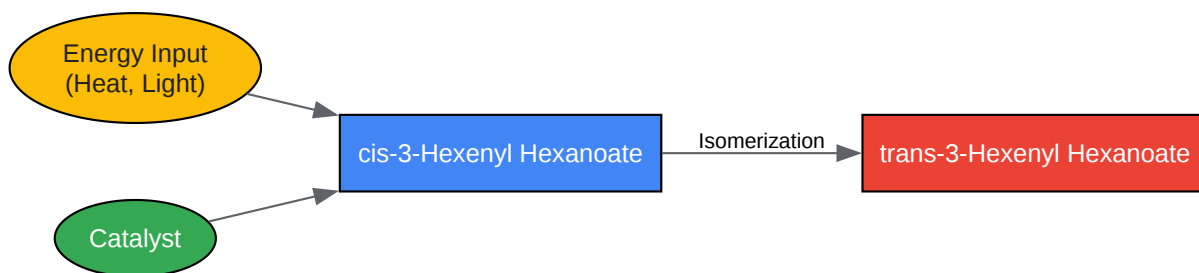 Energy Input
(Heat, Light)
Catalyst
cis-3-Hexenyl Hexanoate
Isomerization
trans-3-Hexenyl Hexanoate